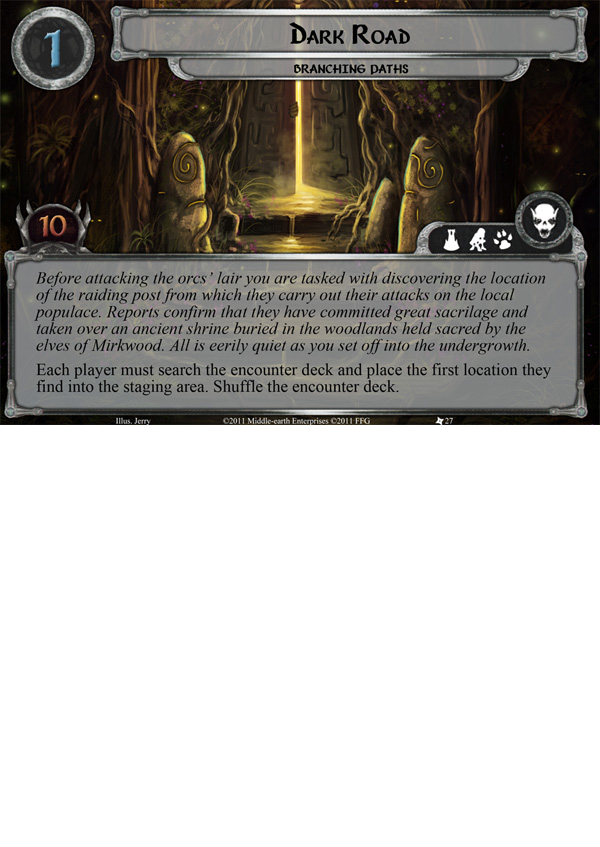 1
DARK ROAD
BRANCHING PATHS
10
Before attacking the orcs' lair you are tasked with discovering the location
of the raiding post from which they carry out their attacks on the local
populace. Reports confirm that they have committed great sacrilage and
taken over an ancient shrine buried in the woodlands held sacred by the
elves of Mirkwood. All is eerily quiet as you set off into the undergrowth.
Each player must search the encounter deck and place the first location they
find into the staging area. Shuffle the encounter deck.
Illus. Jerry ©2011 Middle-earth Enterprises ©2011 FFG 27